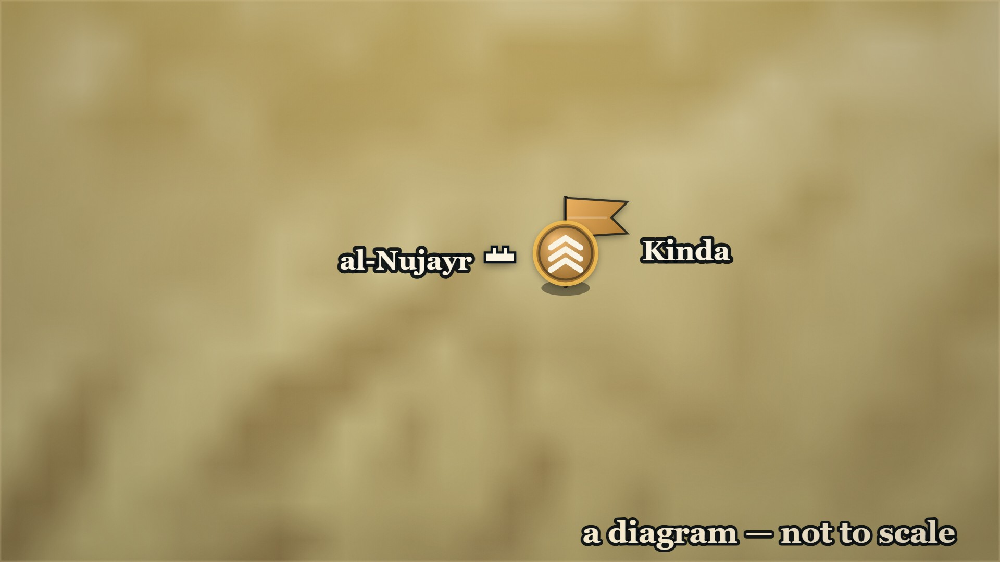 al-Nujayr
Kinda
a diagram — not to scale